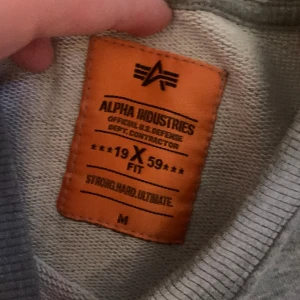 ALPHA INDUSTRIES
OFFICIAL U.S. DEFENSE
DEPT. CONTRACTOR
★★★19 X 59★★★
FIT
STRONG.HARD.ULTIMATE.
M